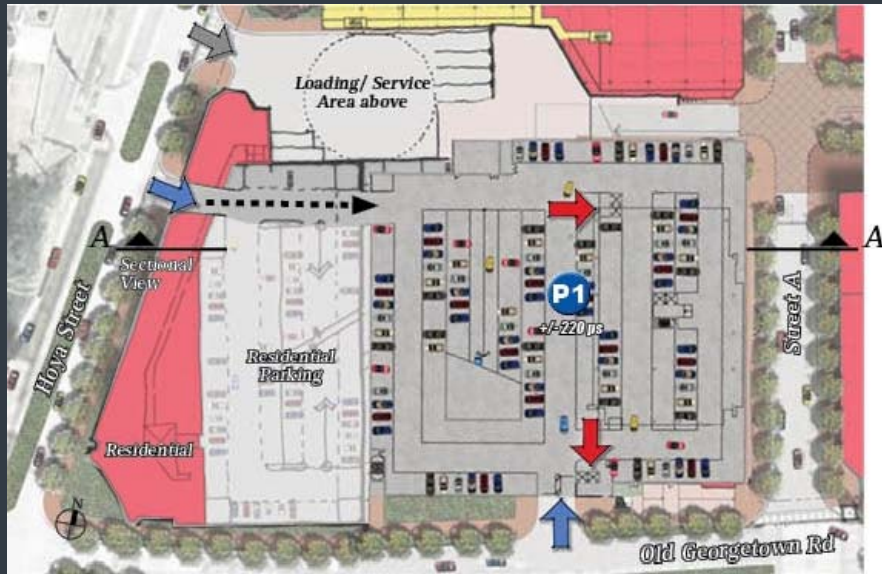 Loading/ Service
Area above
A
A
Sectional
View
P1
+/-220 ps
Hoya Street
Street A
Residential
Parking
Residential
N
Old Georgetown Rd